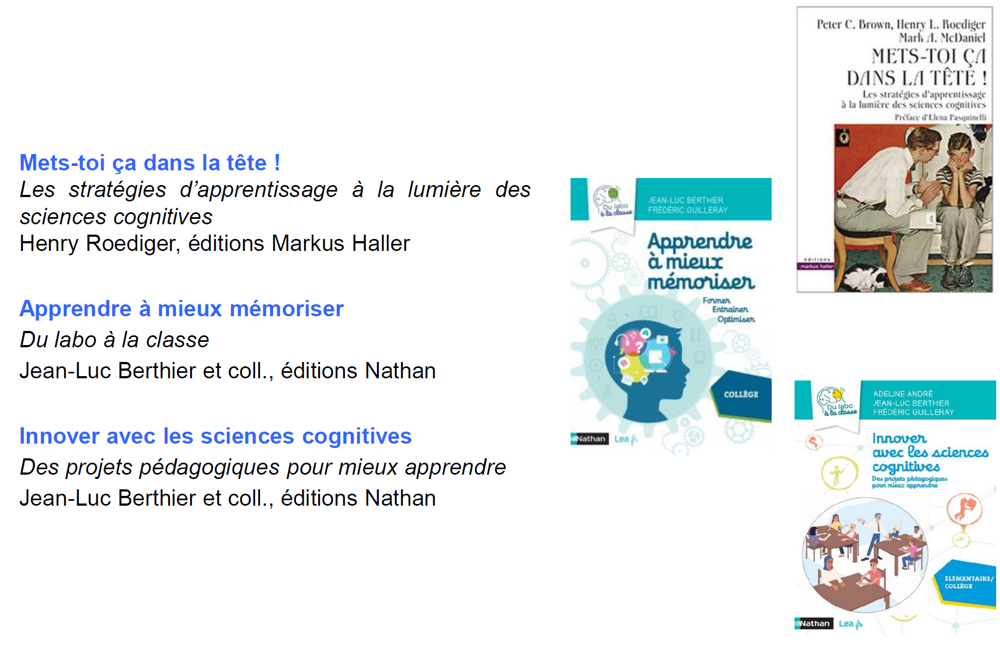 Mets-toi ça dans la tête !
Les stratégies d’apprentissage à la lumière des
sciences cognitives
Henry Roediger, éditions Markus Haller
Apprendre à mieux mémoriser
Du labo à la classe
Jean-Luc Berthier et coll., éditions Nathan
Innover avec les sciences cognitives
Des projets pédagogiques pour mieux apprendre
Jean-Luc Berthier et coll., éditions Nathan
Du labo
à la classe
JEAN-LUC BERTHIER
FRÉDÉRIC GUILLERAY
Apprendre
à mieux
mémoriser
Former
Entraîner
Optimiser
COLLÈGE
Nathan Lea.fr
Peter C. Brown, Henry L. Roediger
Mark A. McDaniel
METS-TOI ÇA
DANS LA TÊTE !
Les stratégies d'apprentissage
à la lumière des sciences cognitives
Préface d'Elena Pasquinelli
éditions
markus haller
Du labo
à la classe
ADELINE ANDRÉ
JEAN-LUC BERTHIER
FRÉDÉRIC GUILLERAY
Innover
avec les sciences
cognitives
Des projets pédagogiques
pour mieux apprendre
ÉLÉMENTAIRE/
COLLÈGE
Nathan Lea.fr